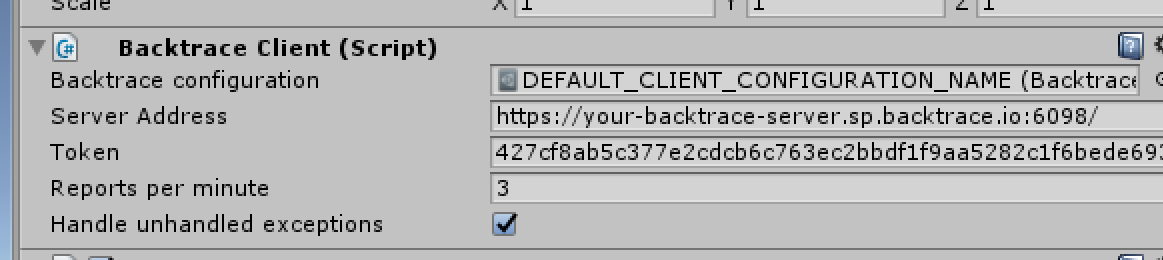 Scale X 1 Y 1 Z 1
Backtrace Client (Script)
Backtrace configuration DEFAULT_CLIENT_CONFIGURATION_NAME (Backtrace
Server Address https://your-backtrace-server.sp.backtrace.io:6098/
Token 427cf8ab5c377e2cdcb6c763ec2bbdf1f9aa5282c1f6bede693
Reports per minute 3
Handle unhandled exceptions